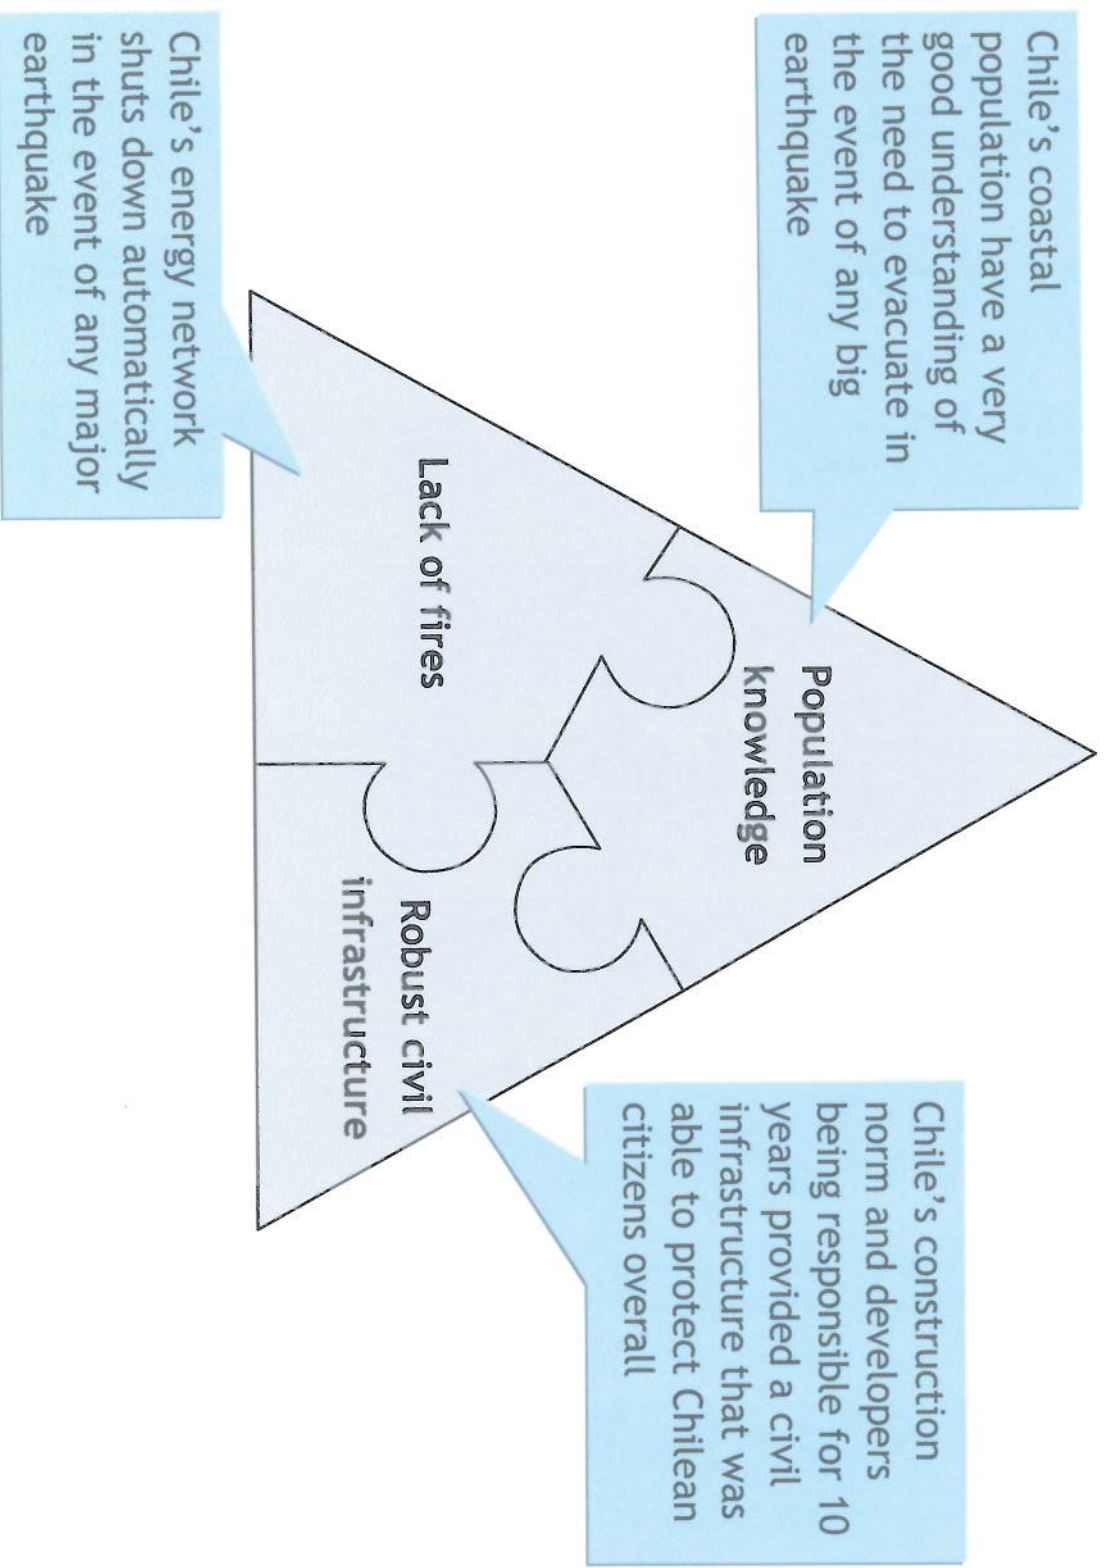 Chile's coastal
population have a very
good understanding of
the need to evacuate in
the event of any big
earthquake
Population
knowledge
Chile's construction
norm and developers
being responsible for 10
years provided a civil
infrastructure that was
able to protect Chilean
citizens overall
Lack of fires
Robust civil
infrastructure
Chile's energy network
shuts down automatically
in the event of any major
earthquake